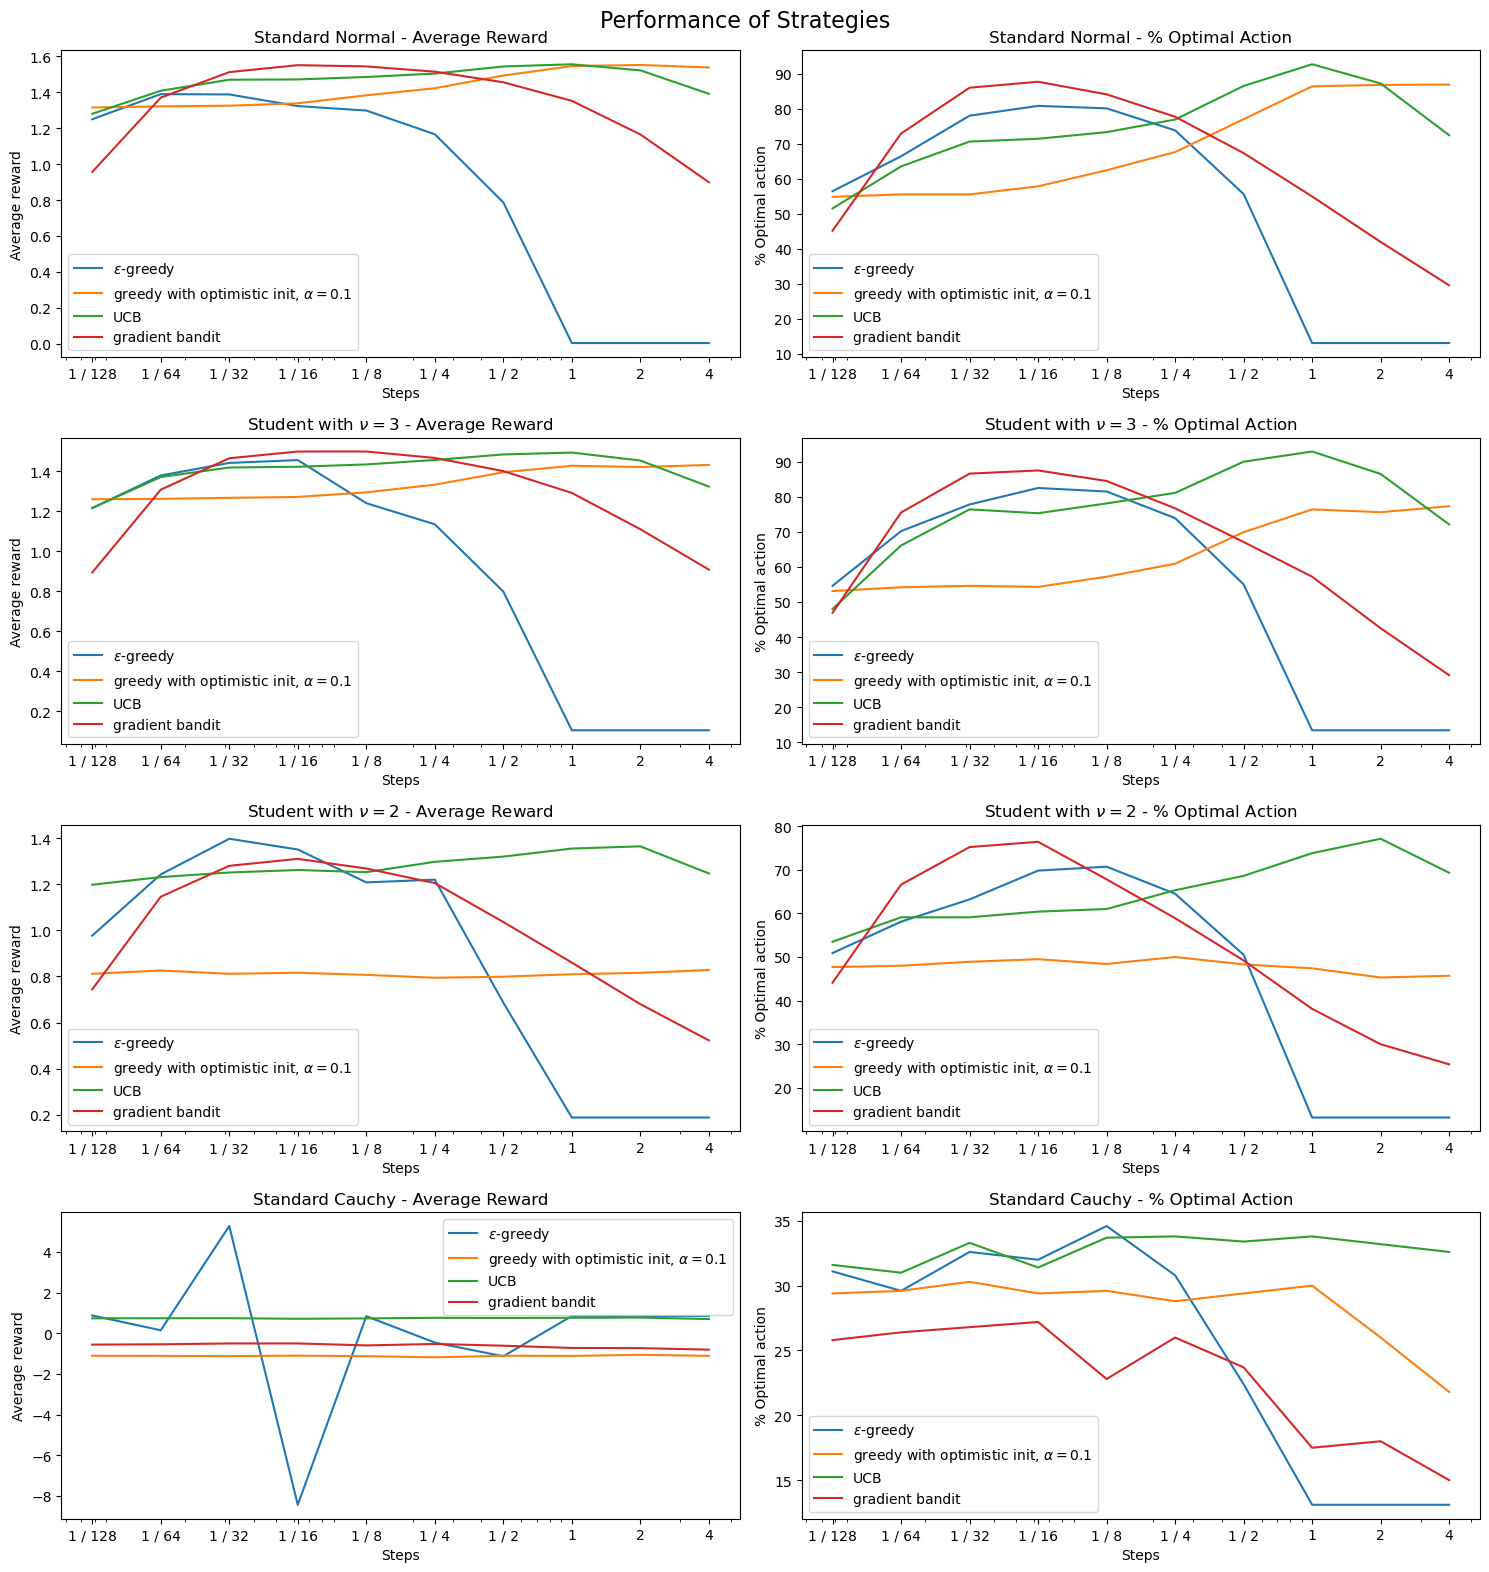 Performance of Strategies
Standard Normal - Average Reward
Average reward
1.6
1.4
1.2
1.0
0.8
0.6
0.4
0.2
0.0
ε-greedy
greedy with optimistic init, α = 0.1
UCB
gradient bandit
1 / 128 1 / 64 1 / 32 1 / 16 1 / 8 1 / 4 1 / 2 1 2 4
Steps
Standard Normal - % Optimal Action
% Optimal action
90
80
70
60
50
40
30
20
10
ε-greedy
greedy with optimistic init, α = 0.1
UCB
gradient bandit
1 / 128 1 / 64 1 / 32 1 / 16 1 / 8 1 / 4 1 / 2 1 2 4
Steps
Student with ν = 3 - Average Reward
Average reward
1.4
1.2
1.0
0.8
0.6
0.4
0.2
ε-greedy
greedy with optimistic init, α = 0.1
UCB
gradient bandit
1 / 128 1 / 64 1 / 32 1 / 16 1 / 8 1 / 4 1 / 2 1 2 4
Steps
Student with ν = 3 - % Optimal Action
% Optimal action
90
80
70
60
50
40
30
20
10
ε-greedy
greedy with optimistic init, α = 0.1
UCB
gradient bandit
1 / 128 1 / 64 1 / 32 1 / 16 1 / 8 1 / 4 1 / 2 1 2 4
Steps
Student with ν = 2 - Average Reward
Average reward
1.4
1.2
1.0
0.8
0.6
0.4
0.2
ε-greedy
greedy with optimistic init, α = 0.1
UCB
gradient bandit
1 / 128 1 / 64 1 / 32 1 / 16 1 / 8 1 / 4 1 / 2 1 2 4
Steps
Student with ν = 2 - % Optimal Action
% Optimal action
80
70
60
50
40
30
20
ε-greedy
greedy with optimistic init, α = 0.1
UCB
gradient bandit
1 / 128 1 / 64 1 / 32 1 / 16 1 / 8 1 / 4 1 / 2 1 2 4
Steps
Standard Cauchy - Average Reward
Average reward
4
2
0
−2
−4
−6
−8
ε-greedy
greedy with optimistic init, α = 0.1
UCB
gradient bandit
1 / 128 1 / 64 1 / 32 1 / 16 1 / 8 1 / 4 1 / 2 1 2 4
Steps
Standard Cauchy - % Optimal Action
% Optimal action
35
30
25
20
15
ε-greedy
greedy with optimistic init, α = 0.1
UCB
gradient bandit
1 / 128 1 / 64 1 / 32 1 / 16 1 / 8 1 / 4 1 / 2 1 2 4
Steps